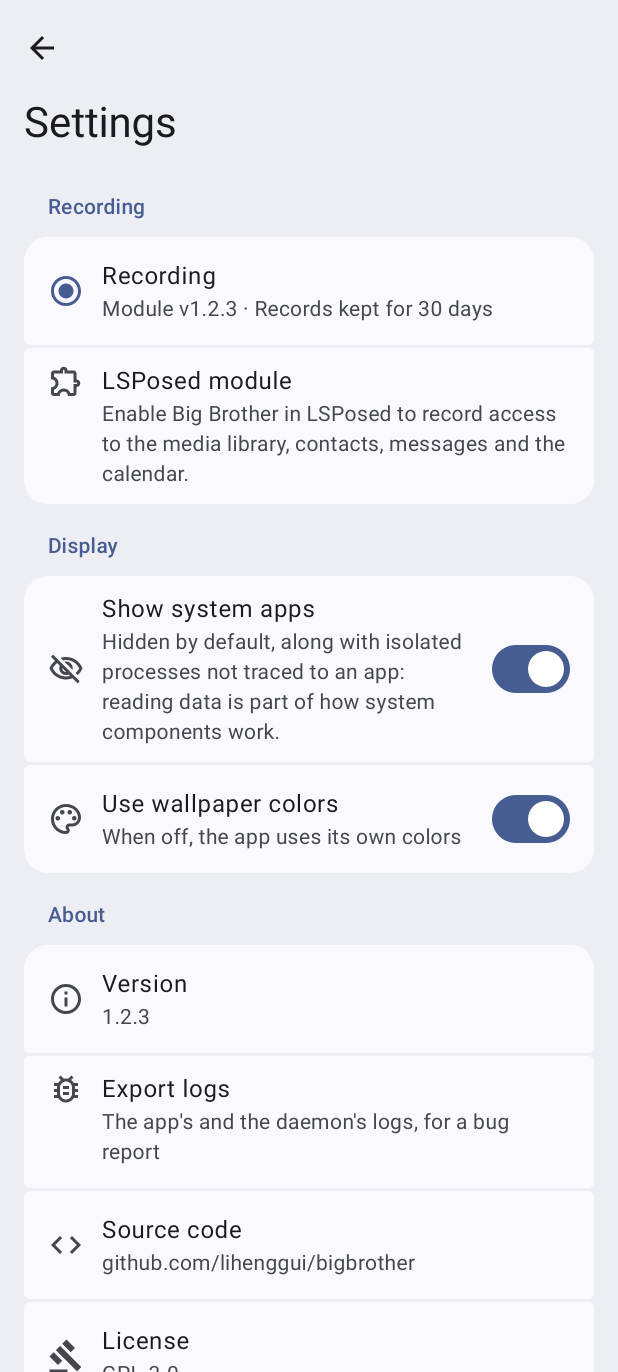 Settings
Recording
Recording
Module v1.2.3 · Records kept for 30 days
LSPosed module
Enable Big Brother in LSPosed to record access
to the media library, contacts, messages and the
calendar.
Display
Show system apps
Hidden by default, along with isolated
processes not traced to an app:
reading data is part of how system
components work.
Use wallpaper colors
When off, the app uses its own colors
About
Version
1.2.3
Export logs
The app's and the daemon's logs, for a bug
report
Source code
github.com/lihenggui/bigbrother
License